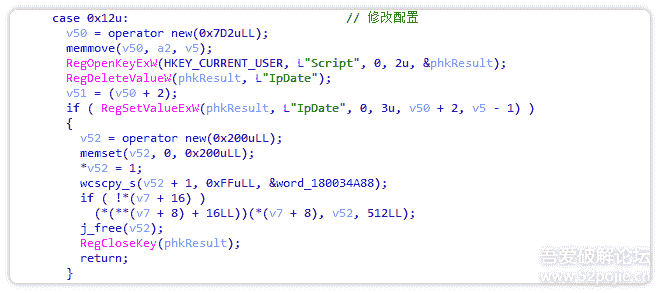 case 0x12u: // 修改配置
v50 = operator new(0x7D2uLL);
memmove(v50, a2, v5);
RegOpenKeyExW(HKEY_CURRENT_USER, L"Script", 0, 2u, &phkResult);
RegDeleteValueW(phkResult, L"IpDate");
v51 = (v50 + 2);
if ( RegSetValueExW(phkResult, L"IpDate", 0, 3u, v50 + 2, v5 - 1) )
{
v52 = operator new(0x200uLL);
memset(v52, 0, 0x200uLL);
*v52 = 1;
wcscpy_s(v52 + 1, 0xFFuLL, &word_180034A88);
if ( !*(v7 + 16) )
(*(**(v7 + 8) + 16LL))(*(v7 + 8), v52, 512LL);
j_free(v52);
RegCloseKey(phkResult);
return;
}
吾爱破解论坛
www.52pojie.cn